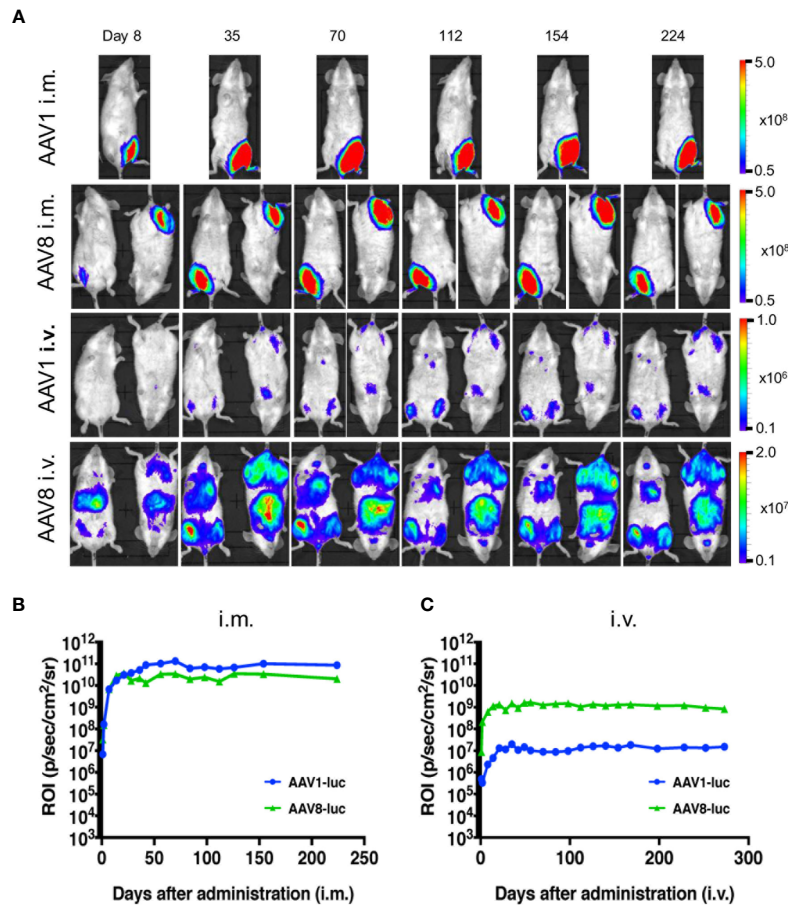 A
Day 8 35 70 112 154 224
AAV1 i.m.
5.0
x10⁸
0.5
AAV8 i.m.
5.0
x10⁸
0.5
AAV1 i.v.
1.0
x10⁶
0.1
AAV8 i.v.
2.0
x10⁷
0.1
B
i.m.
ROI (p/sec/cm²/sr)
10¹²
10¹¹
10¹⁰
10⁹
10⁸
10⁷
10⁶
10⁵
10⁴
10³
AAV1-luc
AAV8-luc
0 50 100 150 200 250
Days after administration (i.m.)
C
i.v.
ROI (p/sec/cm²/sr)
10¹²
10¹¹
10¹⁰
10⁹
10⁸
10⁷
10⁶
10⁵
10⁴
10³
AAV1-luc
AAV8-luc
0 100 200 300
Days after administration (i.v.)